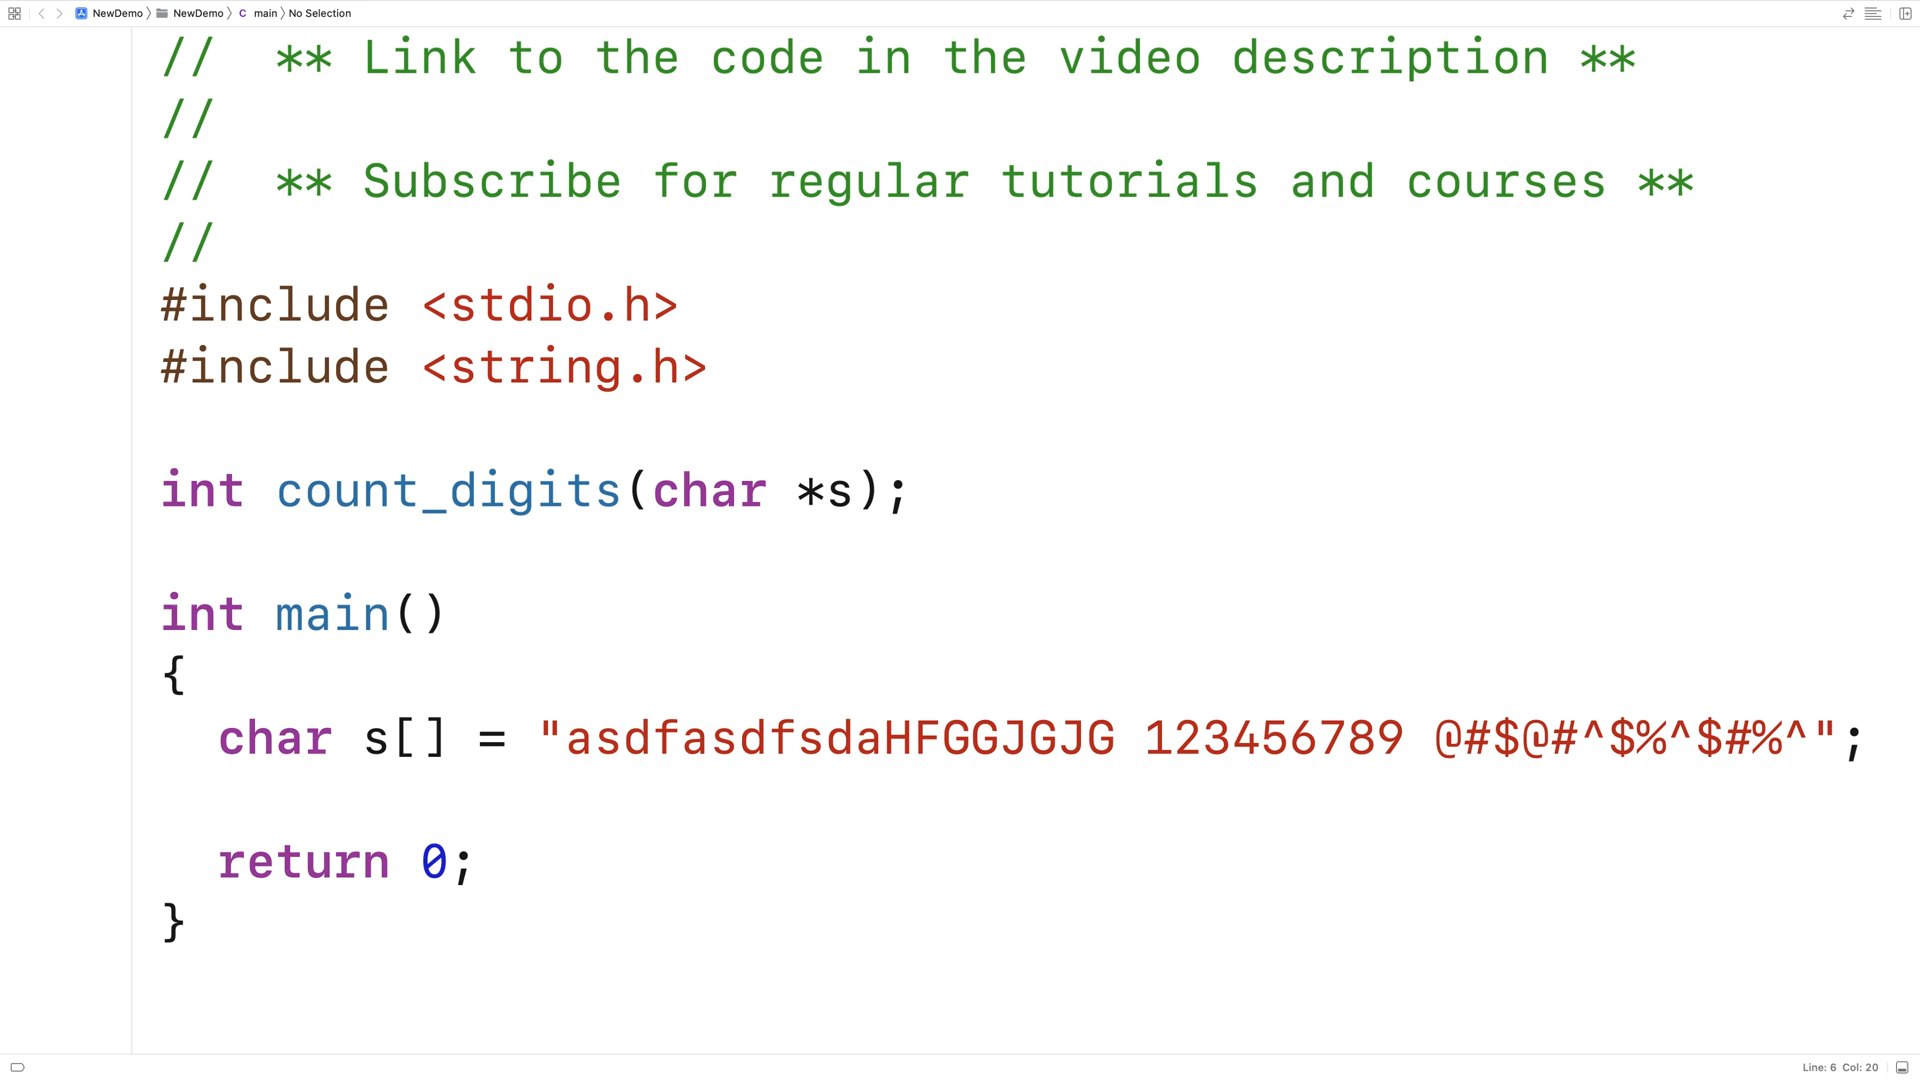 NewDemo 〉 NewDemo 〉 C main 〉 No Selection
//  ** Link to the code in the video description **
//
//  ** Subscribe for regular tutorials and courses **
//
#include <stdio.h>
#include <string.h>
int count_digits(char *s);
int main()
{
  char s[] = "asdfasdfsdaHFGGJGJG 123456789 @#$@#^$%^$#%^";
  return 0;
}
Line: 6 Col: 20